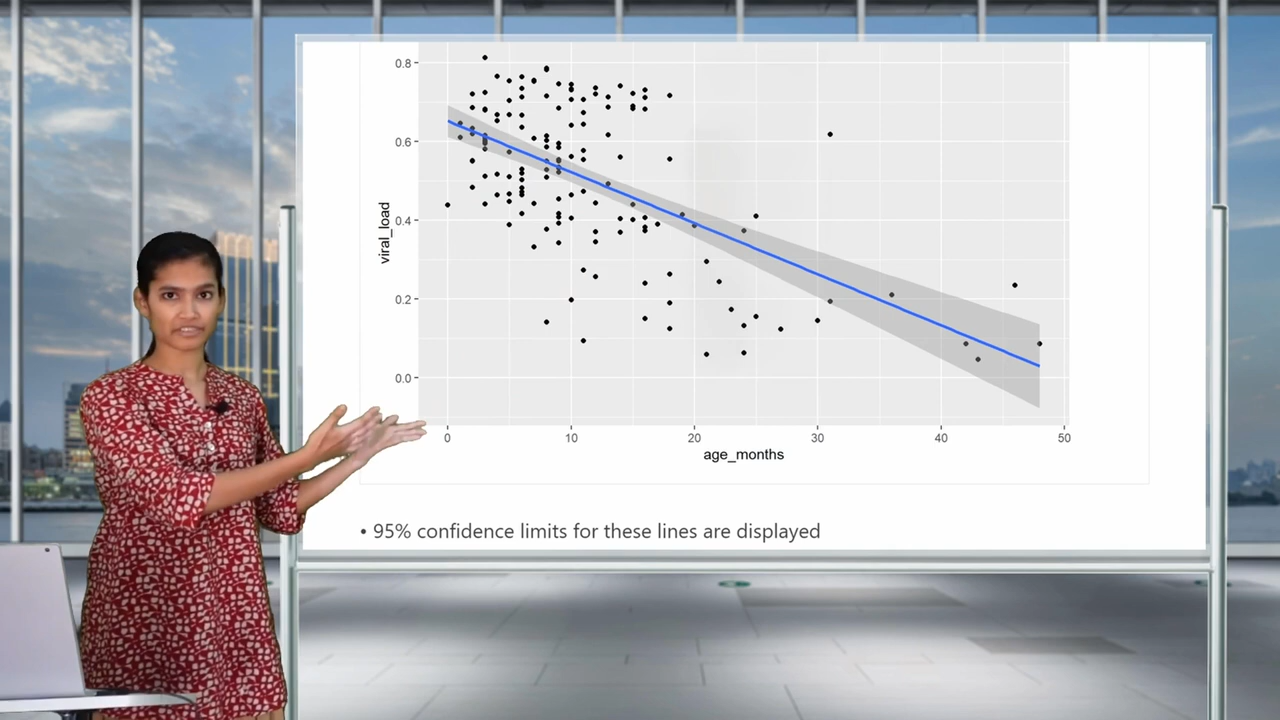 0.8
0.6
0.4
0.2
0.0
viral_load
0 10 20 30 40 50
age_months
• 95% confidence limits for these lines are displayed